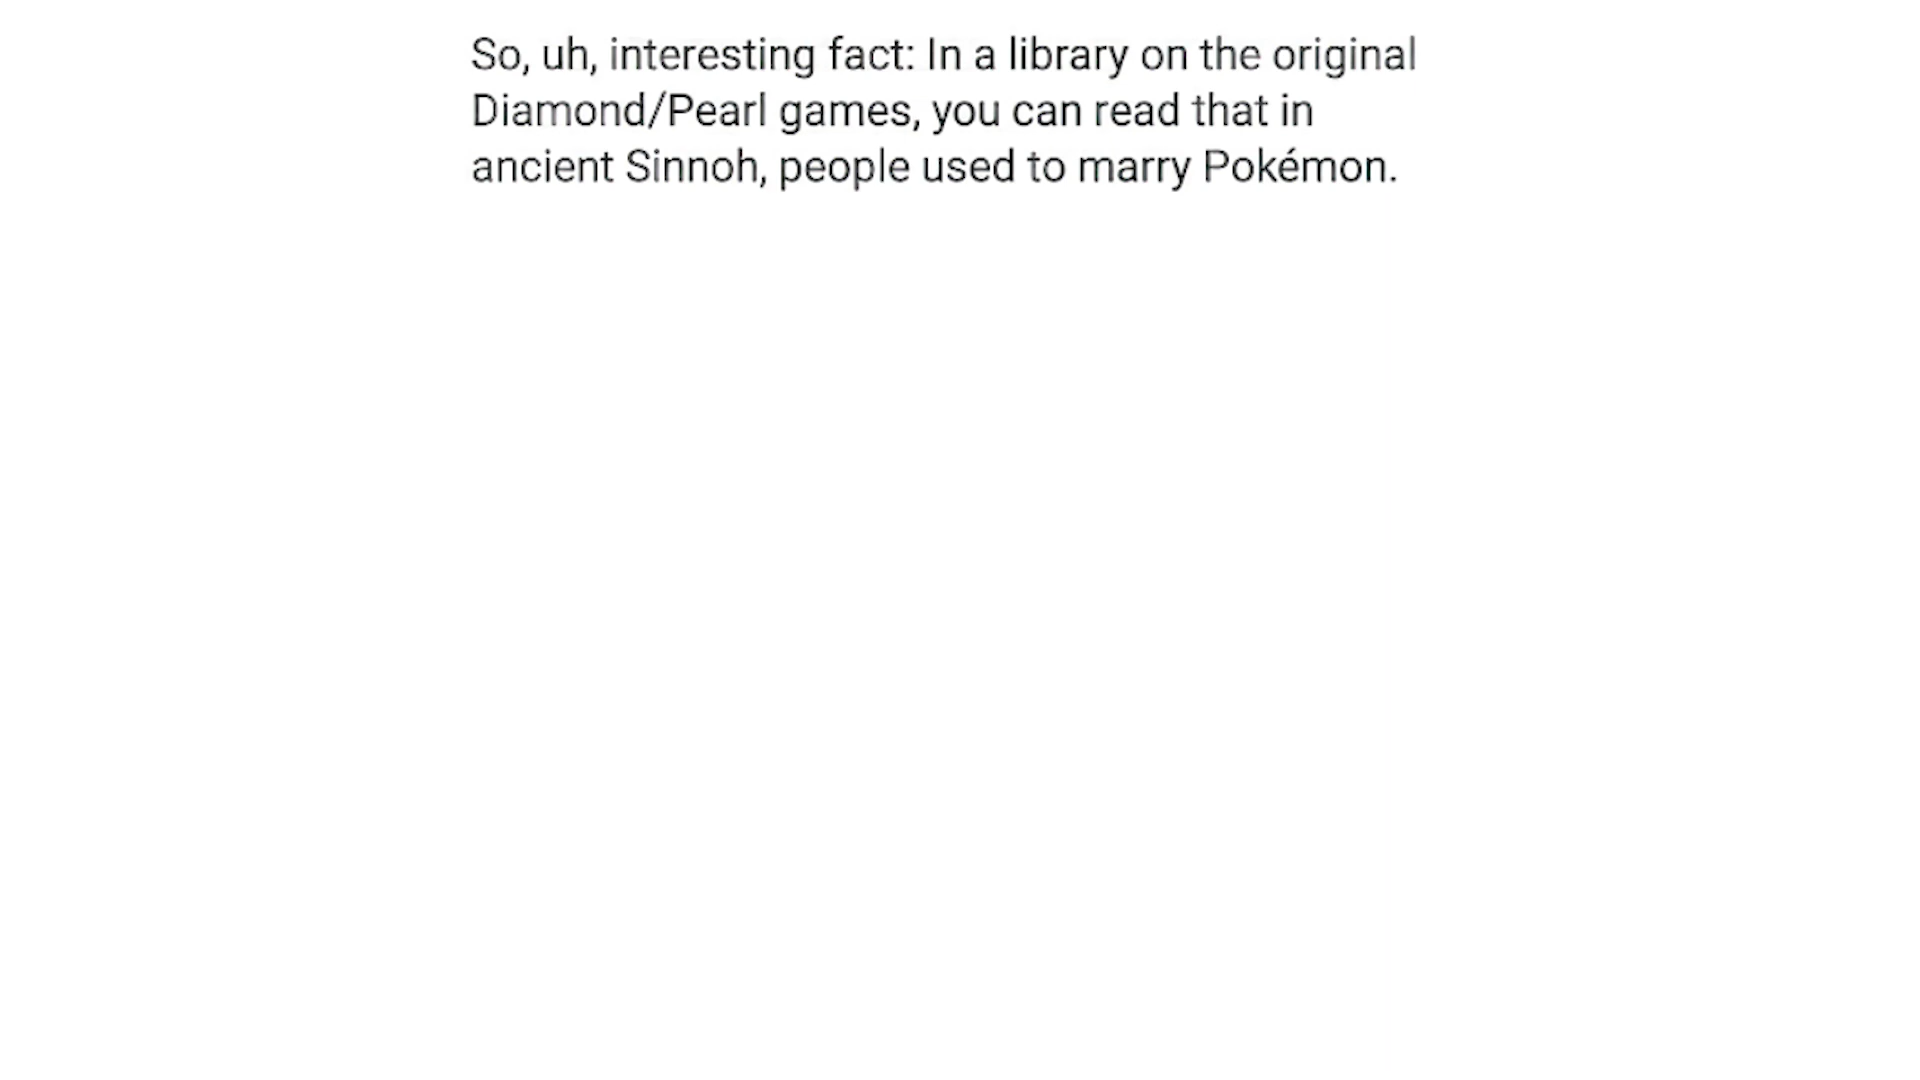 So, uh, interesting fact: In a library on the original
Diamond/Pearl games, you can read that in
ancient Sinnoh, people used to marry Pokémon.